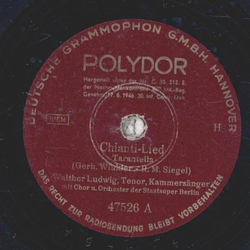 DEUTSCHE GRAMMOPHON G.M.B.H. HANNOVER
POLYDOR
BIEM
H
Chianti-Lied
Tarantella
(Gerh. Winkler - R. M. Siegel)
Walther Ludwig, Tenor, Kammersänger
mit Chor u. Orchester der Staatsoper Berlin
47526 A
DAS RECHT ZUR RADIOSENDUNG BLEIBT VORBEHALTEN